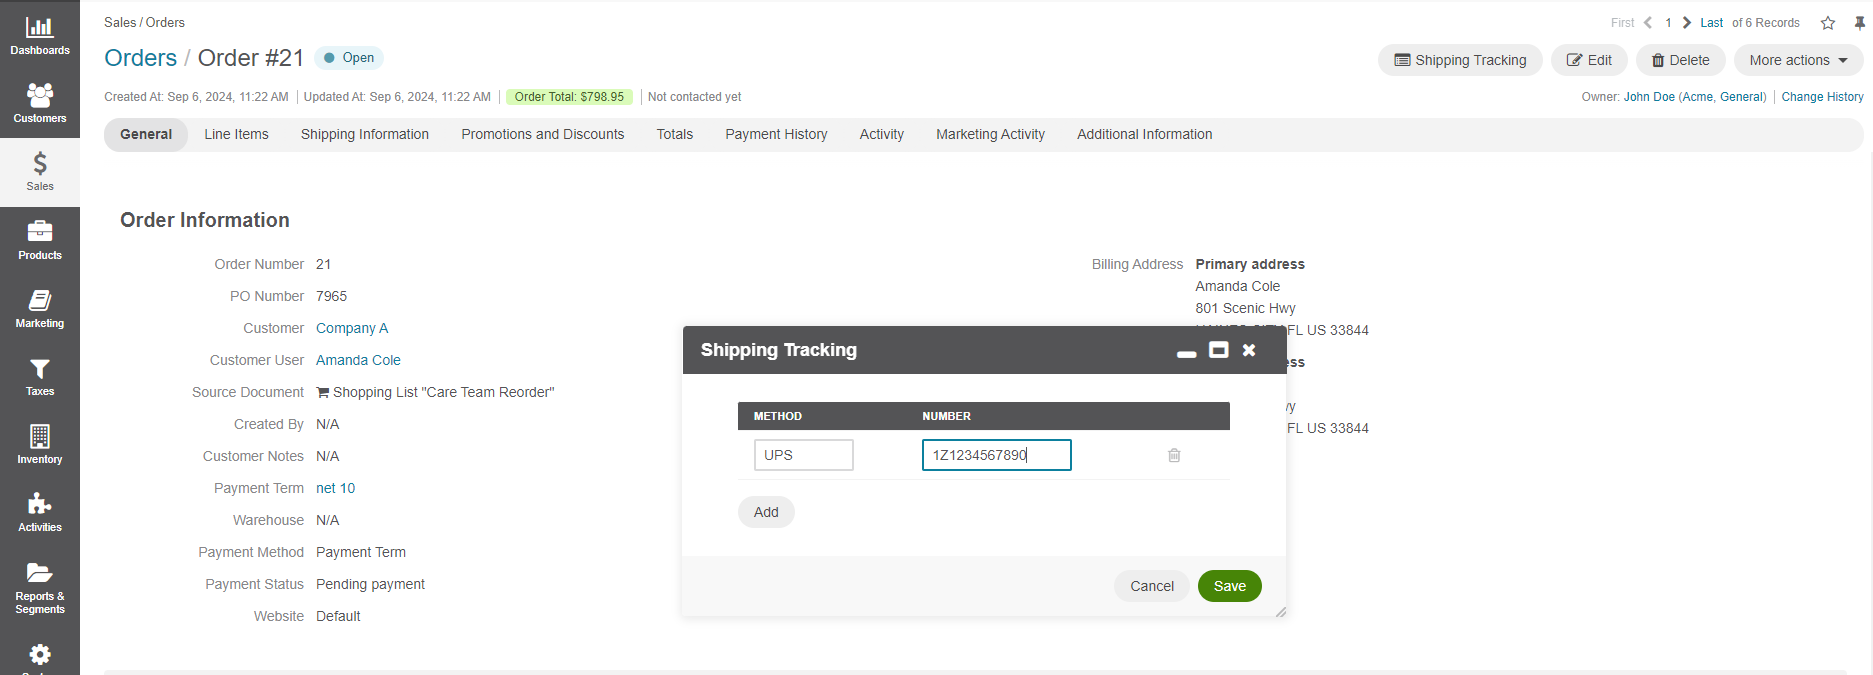 Dashboards
Customers
Sales
Products
Marketing
Taxes
Inventory
Activities
Reports &
Segments
Sales / Orders
First 1 Last of 6 Records
Orders / Order #21 Open
Shipping Tracking Edit Delete More actions
Created At: Sep 6, 2024, 11:22 AM Updated At: Sep 6, 2024, 11:22 AM Order Total: $798.95 Not contacted yet
Owner: John Doe (Acme, General) Change History
General Line Items Shipping Information Promotions and Discounts Totals Payment History Activity Marketing Activity Additional Information
Order Information
Order Number 21
PO Number 7965
Customer Company A
Customer User Amanda Cole
Source Document Shopping List "Care Team Reorder"
Created By N/A
Customer Notes N/A
Payment Term net 10
Warehouse N/A
Payment Method Payment Term
Payment Status Pending payment
Website Default
Billing Address Primary address
Amanda Cole
801 Scenic Hwy
FL US 33844
FL US 33844
Shipping Tracking
METHOD NUMBER
UPS 1Z1234567890
Add
Cancel Save